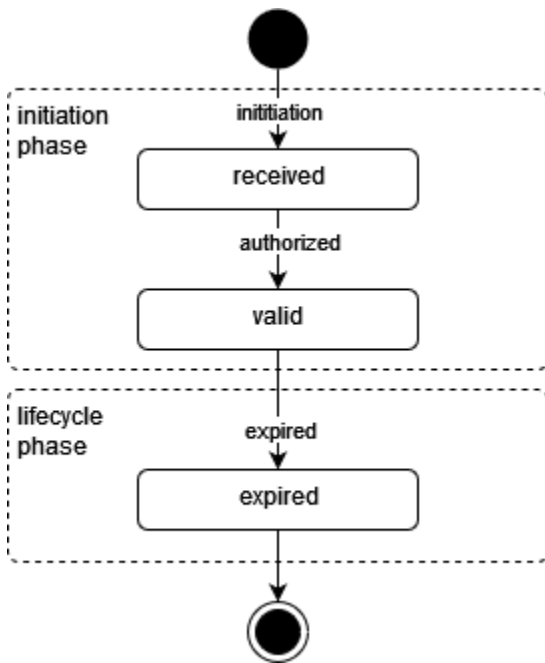 inititiation
initiation
phase
received
authorized
valid
lifecycle
phase
expired
expired